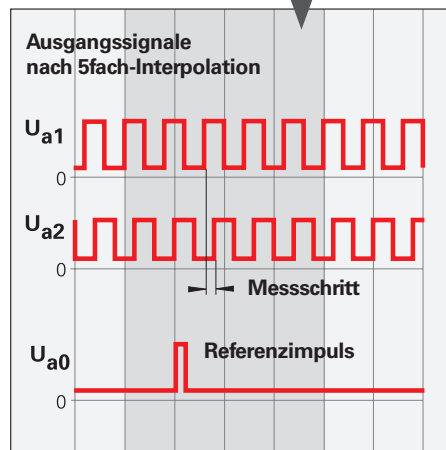 Ausgangssignale
nach 5fach-Interpolation
Ua1
0
Ua2
0
Messschritt
Ua0
Referenzimpuls
0